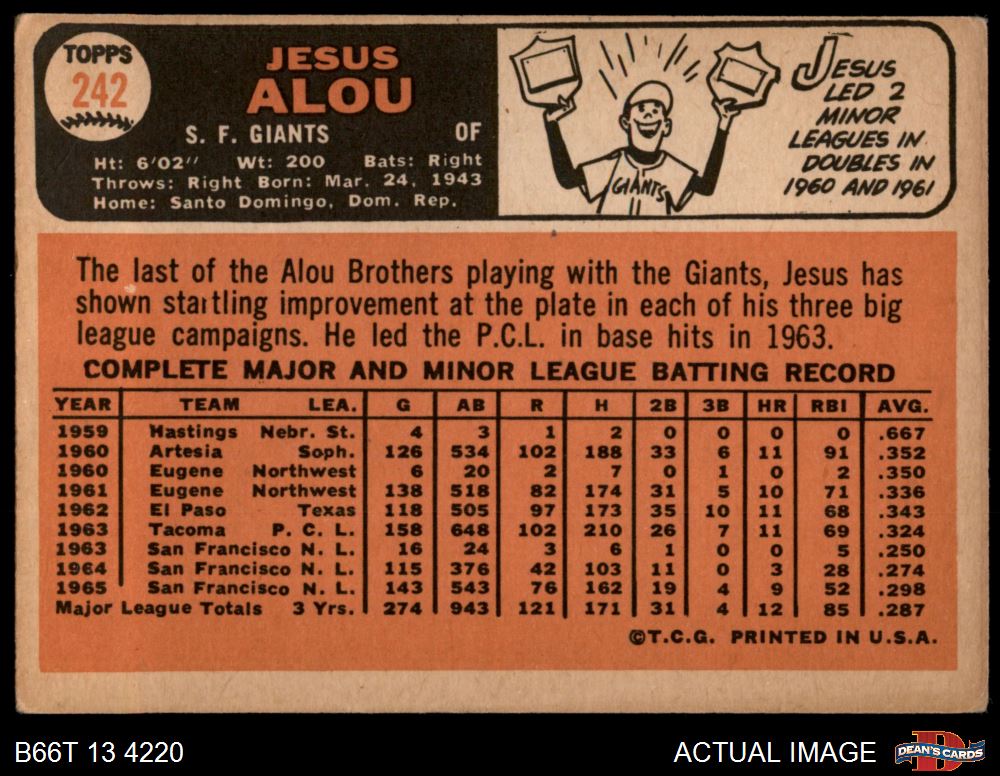 TOPPS
242
JESUS
ALOU
S. F. GIANTS OF
Ht: 6'02" Wt: 200 Bats: Right
Throws: Right Born: Mar. 24, 1943
Home: Santo Domingo, Dom. Rep.
GIANTS
JESUS
LED 2
MINOR
LEAGUES IN
DOUBLES IN
1960 AND 1961
The last of the Alou Brothers playing with the Giants, Jesus has
shown startling improvement at the plate in each of his three big
league campaigns. He led the P.C.L. in base hits in 1963.
COMPLETE MAJOR AND MINOR LEAGUE BATTING RECORD
YEAR TEAM LEA. G AB R H 2B 3B HR RBI AVG.
1959 Hastings Nebr. St. 4 3 1 2 0 0 0 0 .667
1960 Artesia Soph. 126 534 102 188 33 6 11 91 .352
1960 Eugene Northwest 6 20 2 7 0 1 0 2 .350
1961 Eugene Northwest 138 518 82 174 31 5 10 71 .336
1962 El Paso Texas 118 505 97 173 35 10 11 68 .343
1963 Tacoma P. C. L. 158 648 102 210 26 7 11 69 .324
1963 San Francisco N. L. 16 24 3 6 1 0 0 5 .250
1964 San Francisco N. L. 115 376 42 103 11 0 3 28 .274
1965 San Francisco N. L. 143 543 76 162 19 4 9 52 .298
Major League Totals 3 Yrs. 274 943 121 171 31 4 12 85 .287
©T.C.G. PRINTED IN U.S.A.
B66T 13 4220
ACTUAL IMAGE
DEAN'S CARDS